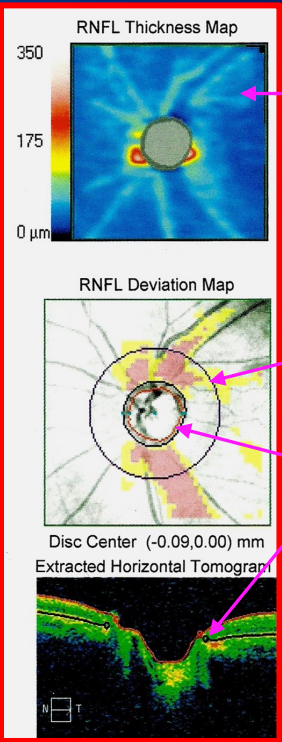 RNFL Thickness Map
350
175
0 µm
RNFL Deviation Map
Disc Center (-0.09,0.00) mm
Extracted Horizontal Tomogram
N T